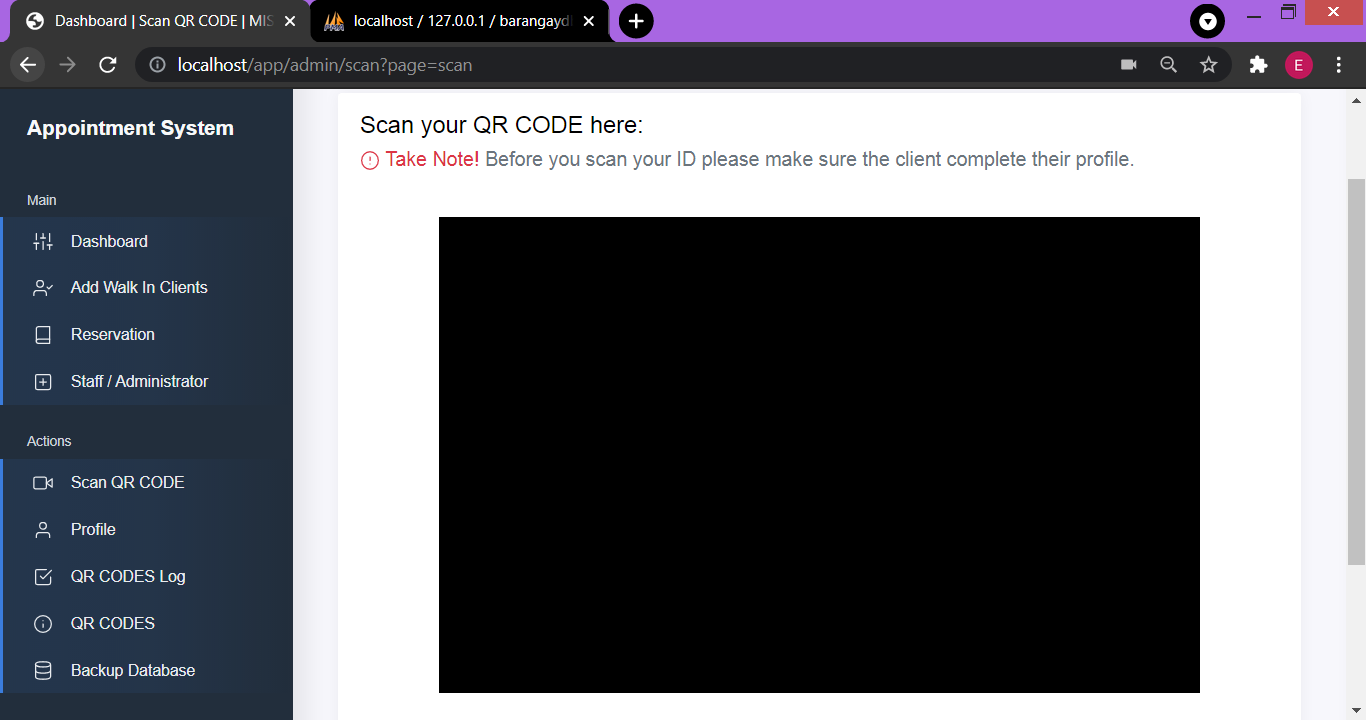 Dashboard | Scan QR CODE | MIS
localhost / 127.0.0.1 / barangayd
E
localhost/app/admin/scan?page=scan
Appointment System
Main
Dashboard
Add Walk In Clients
Reservation
Staff / Administrator
Actions
Scan QR CODE
Profile
QR CODES Log
QR CODES
Backup Database
Scan your QR CODE here:
Take Note! Before you scan your ID please make sure the client complete their profile.